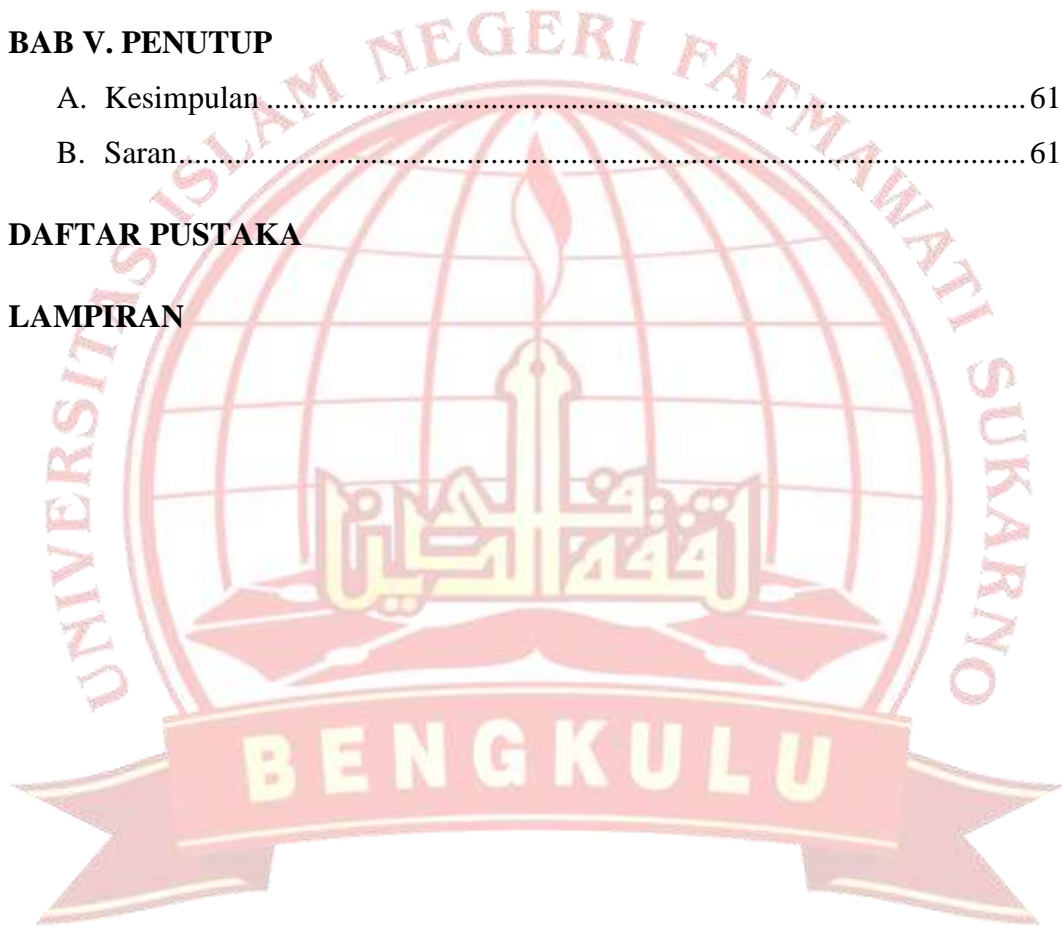 BAB V. PENUTUP
A. Kesimpulan ........................................................................................ 61
B. Saran .................................................................................................. 61
DAFTAR PUSTAKA
LAMPIRAN
UNIVERSITAS ISLAM NEGERI FATMAWATI SUKARNO
BENGKULU